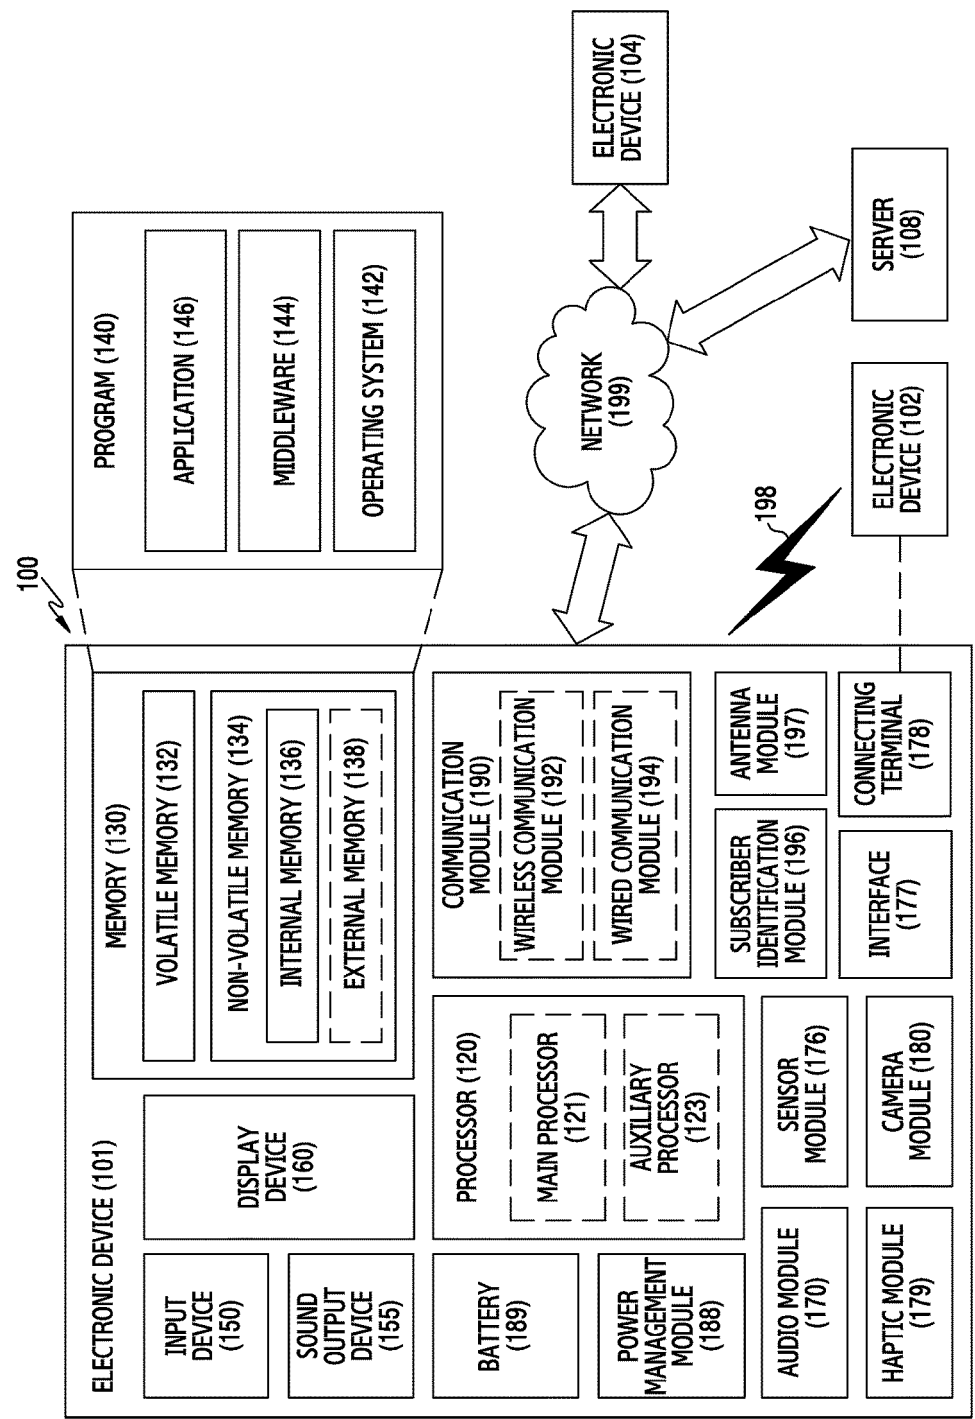 100
ELECTRONIC DEVICE (101)
INPUT
DEVICE
(150)
SOUND
OUTPUT
DEVICE
(155)
DISPLAY
DEVICE
(160)
MEMORY (130)
VOLATILE MEMORY (132)
NON-VOLATILE MEMORY (134)
INTERNAL MEMORY (136)
EXTERNAL MEMORY (138)
PROGRAM (140)
APPLICATION (146)
MIDDLEWARE (144)
OPERATING SYSTEM (142)
BATTERY
(189)
POWER
MANAGEMENT
MODULE
(188)
PROCESSOR (120)
MAIN PROCESSOR
(121)
AUXILIARY
PROCESSOR
(123)
COMMUNICATION
MODULE (190)
WIRELESS COMMUNICATION
MODULE (192)
WIRED COMMUNICATION
MODULE (194)
NETWORK
(199)
ELECTRONIC
DEVICE (104)
AUDIO MODULE
(170)
SENSOR
MODULE (176)
SUBSCRIBER
IDENTIFICATION
MODULE (196)
ANTENNA
MODULE
(197)
198
HAPTIC MODULE
(179)
CAMERA
MODULE (180)
INTERFACE
(177)
CONNECTING
TERMINAL
(178)
ELECTRONIC
DEVICE (102)
SERVER
(108)